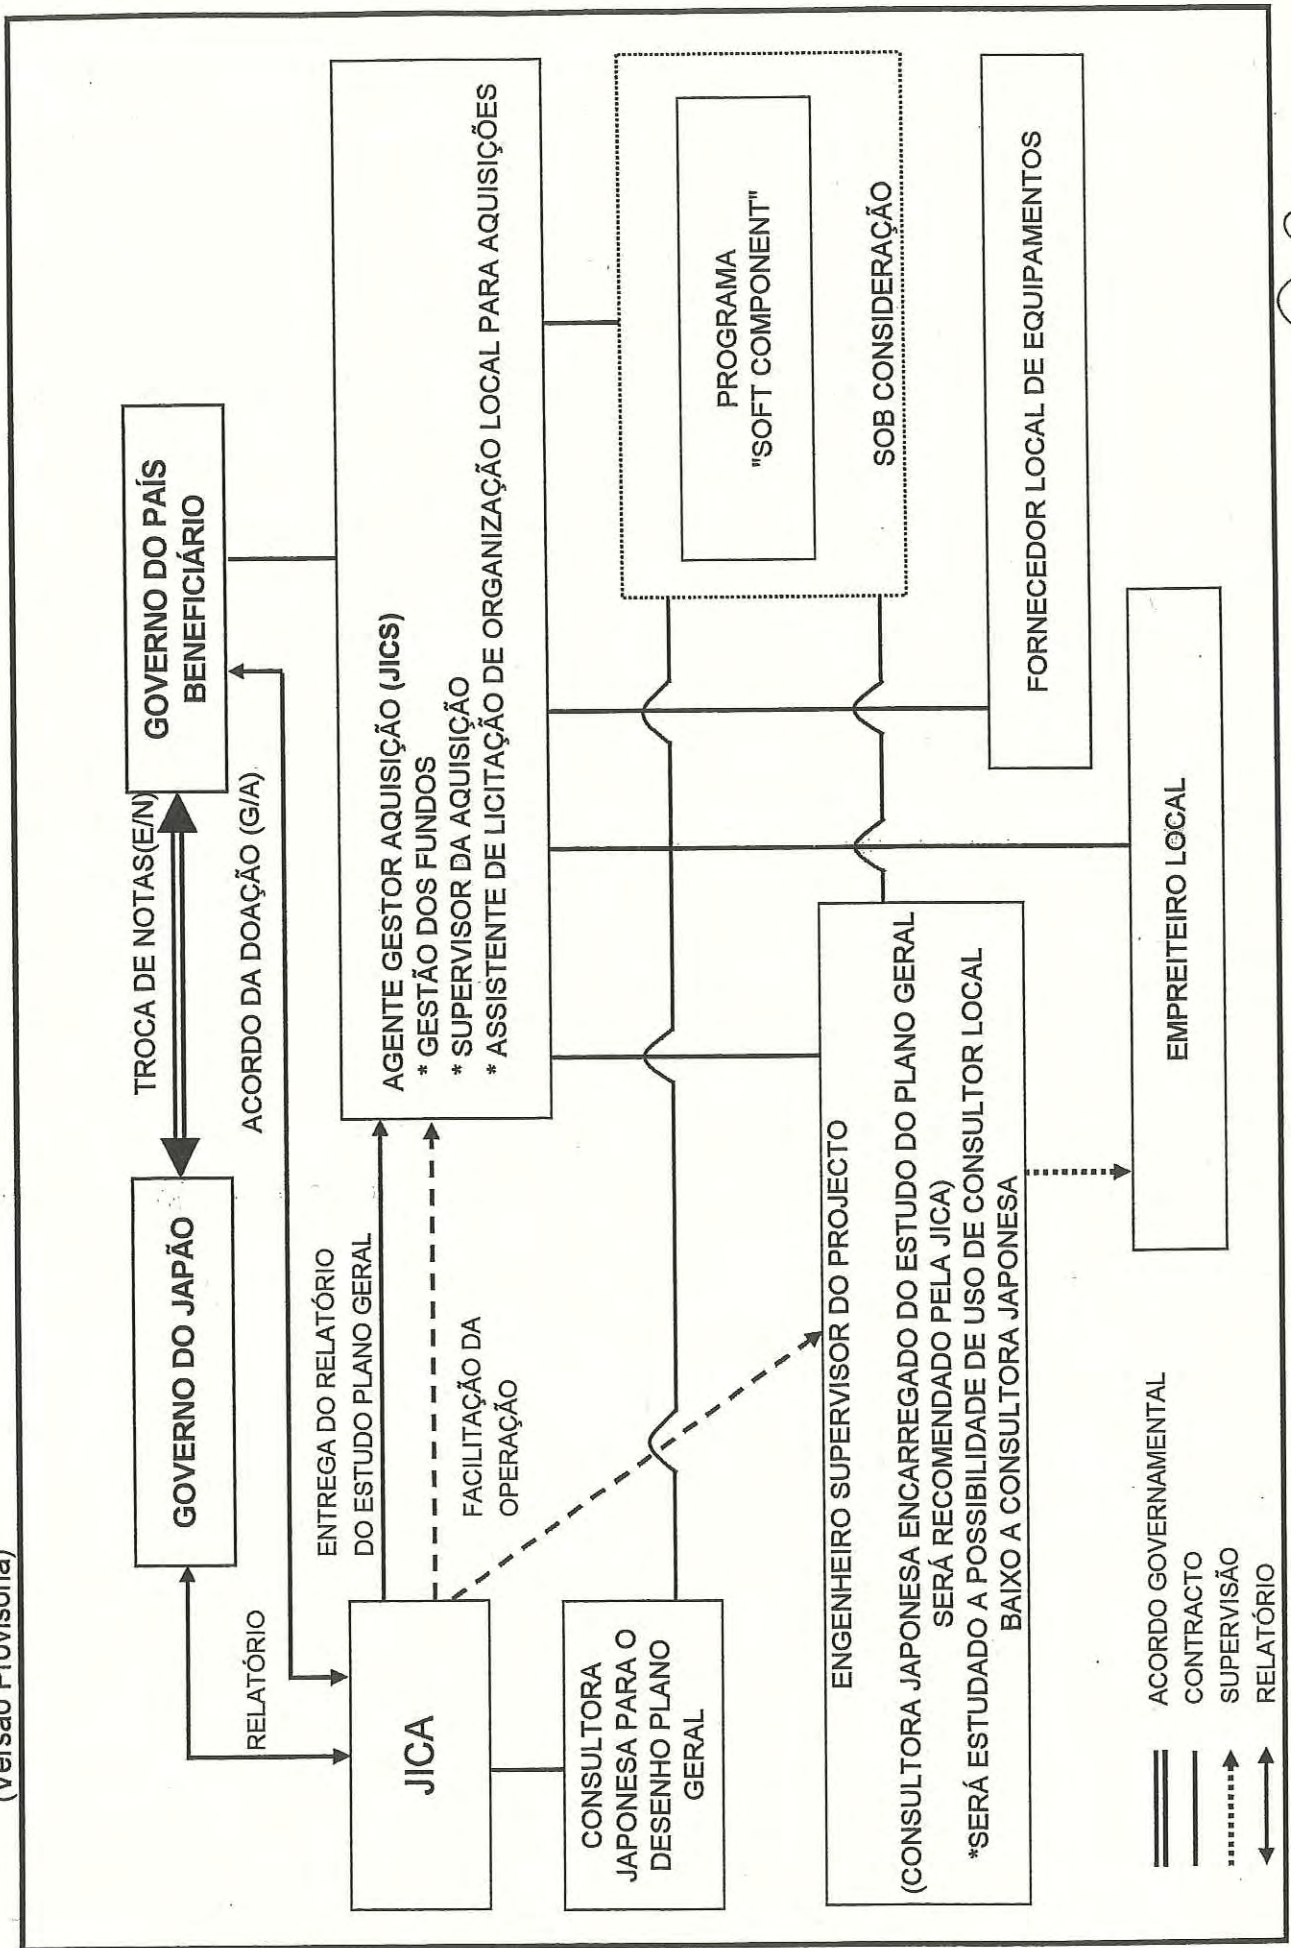 (Versão Provisória)
GOVERNO DO JAPÃO
TROCA DE NOTAS(E/N)
GOVERNO DO PAÍS
BENEFICIÁRIO
ACORDO DA DOAÇÃO (G/A)
RELATÓRIO
JICA
ENTREGA DO RELATÓRIO
DO ESTUDO PLANO GERAL
FACILITAÇÃO DA
OPERAÇÃO
AGENTE GESTOR AQUISIÇÃO (JICS)
* GESTÃO DOS FUNDOS
* SUPERVISOR DA AQUISIÇÃO
* ASSISTENTE DE LICITAÇÃO DE ORGANIZAÇÃO LOCAL PARA AQUISIÇÕES
CONSULTORA
JAPONESA PARA O
DESENHO PLANO
GERAL
PROGRAMA
"SOFT COMPONENT"
SOB CONSIDERAÇÃO
ENGENHEIRO SUPERVISOR DO PROJECTO
(CONSULTORA JAPONESA ENCARREGADO DO ESTUDO DO PLANO GERAL
SERÁ RECOMENDADO PELA JICA)
*SERÁ ESTUDADO A POSSIBILIDADE DE USO DE CONSULTOR LOCAL
BAIXO A CONSULTORA JAPONESA
FORNECEDOR LOCAL DE EQUIPAMENTOS
EMPREITEIRO LOCAL
ACORDO GOVERNAMENTAL
CONTRACTO
SUPERVISÃO
RELATÓRIO